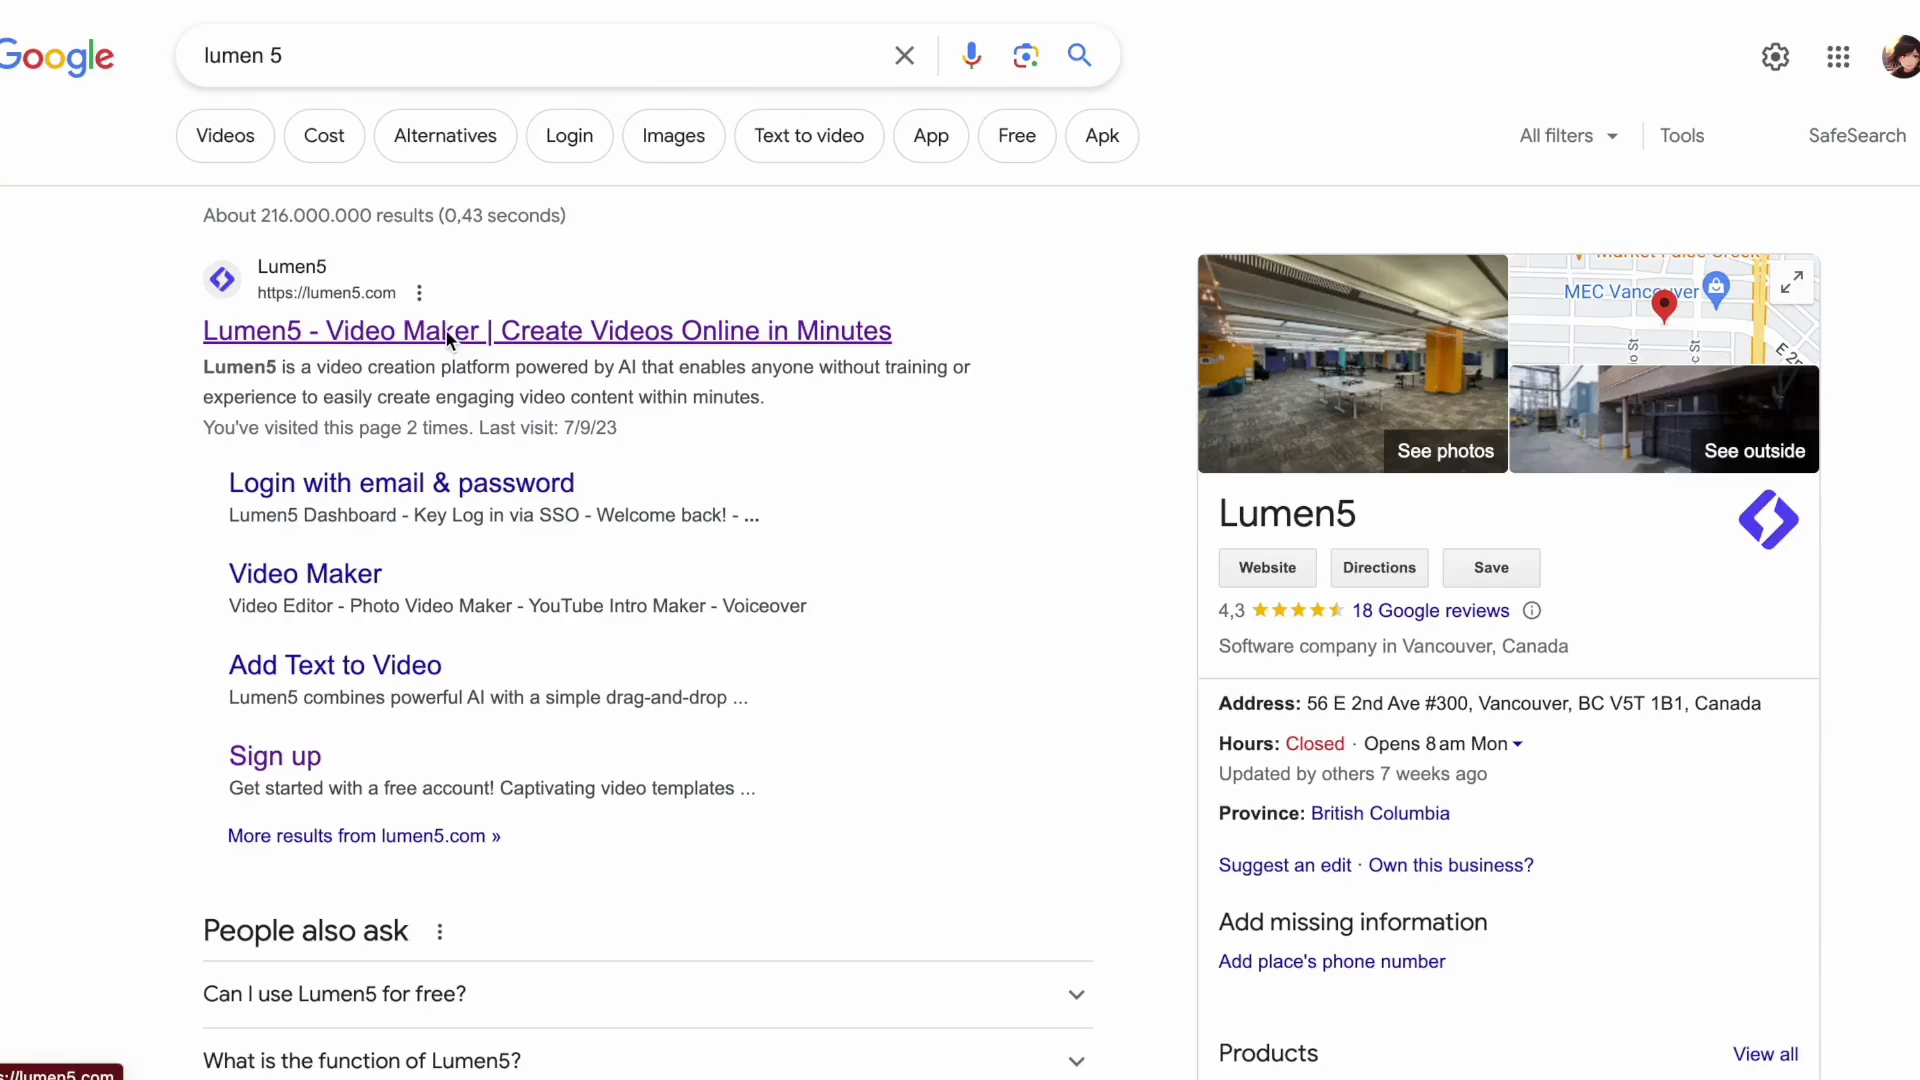 Google
lumen 5
Videos
Cost
Alternatives
Login
Images
Text to video
App
Free
Apk
All filters
Tools
SafeSearch
About 216.000.000 results (0,43 seconds)
Lumen5
https://lumen5.com
Lumen5 - Video Maker | Create Videos Online in Minutes
Lumen5 is a video creation platform powered by AI that enables anyone without training or
experience to easily create engaging video content within minutes.
You've visited this page 2 times. Last visit: 7/9/23
Login with email & password
Lumen5 Dashboard - Key Log in via SSO - Welcome back! - ...
Video Maker
Video Editor - Photo Video Maker - YouTube Intro Maker - Voiceover
Add Text to Video
Lumen5 combines powerful AI with a simple drag-and-drop ...
Sign up
Get started with a free account! Captivating video templates ...
More results from lumen5.com »
People also ask
Can I use Lumen5 for free?
What is the function of Lumen5?
s://lumen5.com
MEC Vancouver
See photos
See outside
Lumen5
Website
Directions
Save
4,3
18 Google reviews
Software company in Vancouver, Canada
Address: 56 E 2nd Ave #300, Vancouver, BC V5T 1B1, Canada
Hours: Closed · Opens 8 am Mon
Updated by others 7 weeks ago
Province: British Columbia
Suggest an edit · Own this business?
Add missing information
Add place's phone number
Products
View all